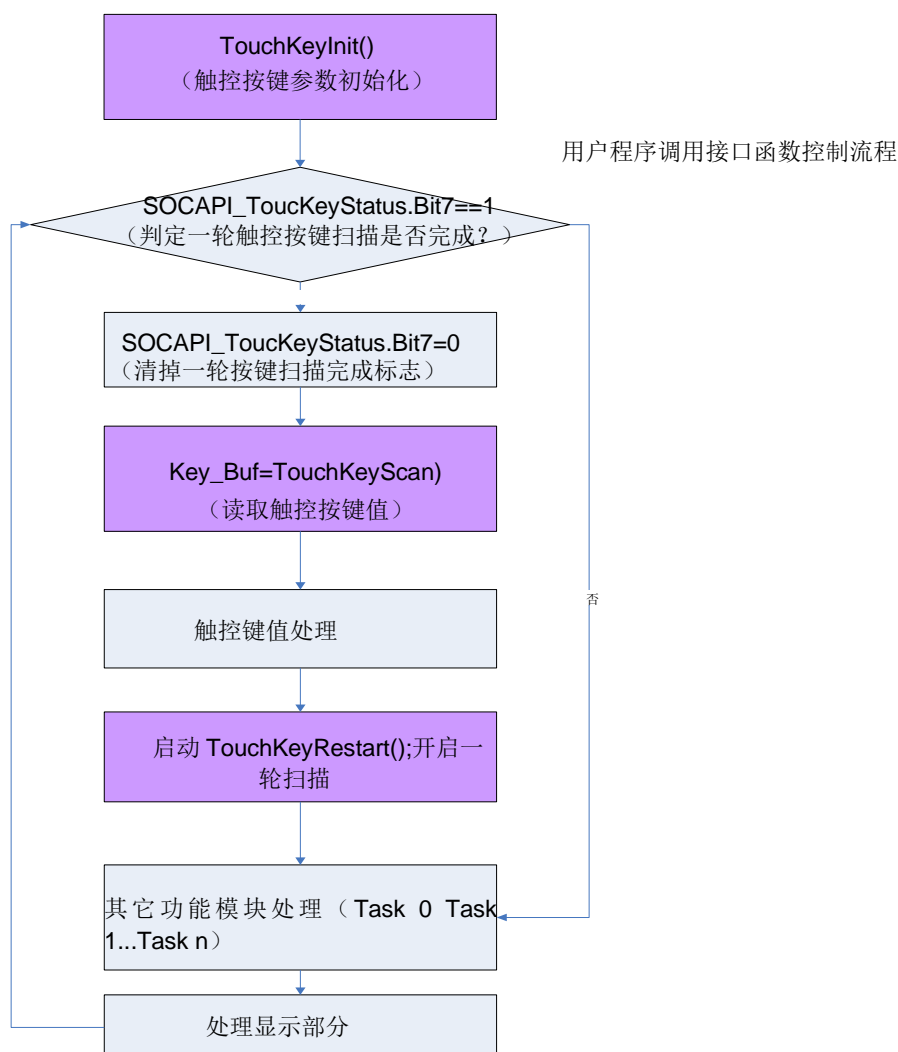 TouchKeyInit()
（触控按键参数初始化）
用户程序调用接口函数控制流程
SOCAPI_ToucKeyStatus.Bit7==1
（判定一轮触控按键扫描是否完成？）
SOCAPI_ToucKeyStatus.Bit7=0
（清掉一轮按键扫描完成标志）
Key_Buf=TouchKeyScan)
（读取触控按键值）
否
触控键值处理
启动 TouchKeyRestart();开启一
轮扫描
其它功能模块处理（Task 0 Task
1...Task n）
处理显示部分